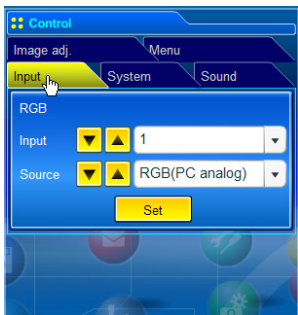 Control
Image adj. Menu
Input System Sound
RGB
Input 1
Source RGB(PC analog)
Set